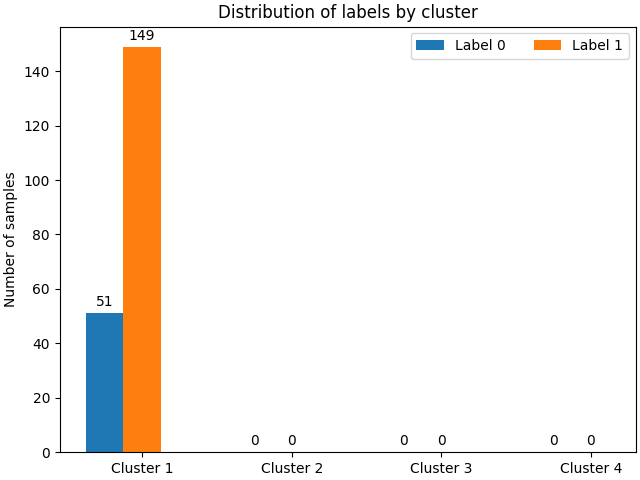 Distribution of labels by cluster
Label 0
Label 1
Number of samples
140
120
100
80
60
40
20
0
149
51
0
0
0
0
0
0
Cluster 1
Cluster 2
Cluster 3
Cluster 4